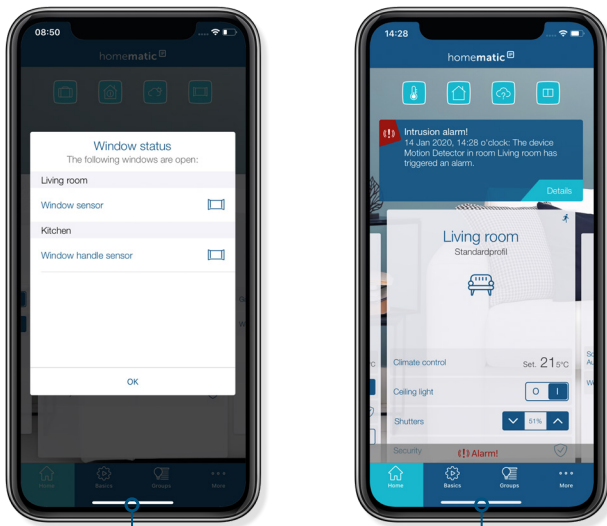 08:50
homematic IP
Window status
The following windows are open:
Living room
Window sensor
Kitchen
Window handle sensor
OK
Home
Basics
Groups
More
14:28
homematic IP
Intrusion alarm!
14 Jan 2020, 14:28 o'clock: The device
Motion Detector in room Living room has
triggered an alarm.
Details
Living room
Standardprofil
Climate control
Set. 21 5°C
Ceiling light
O I
Shutters
51%
Security
Alarm!
Home
Basics
Groups
More